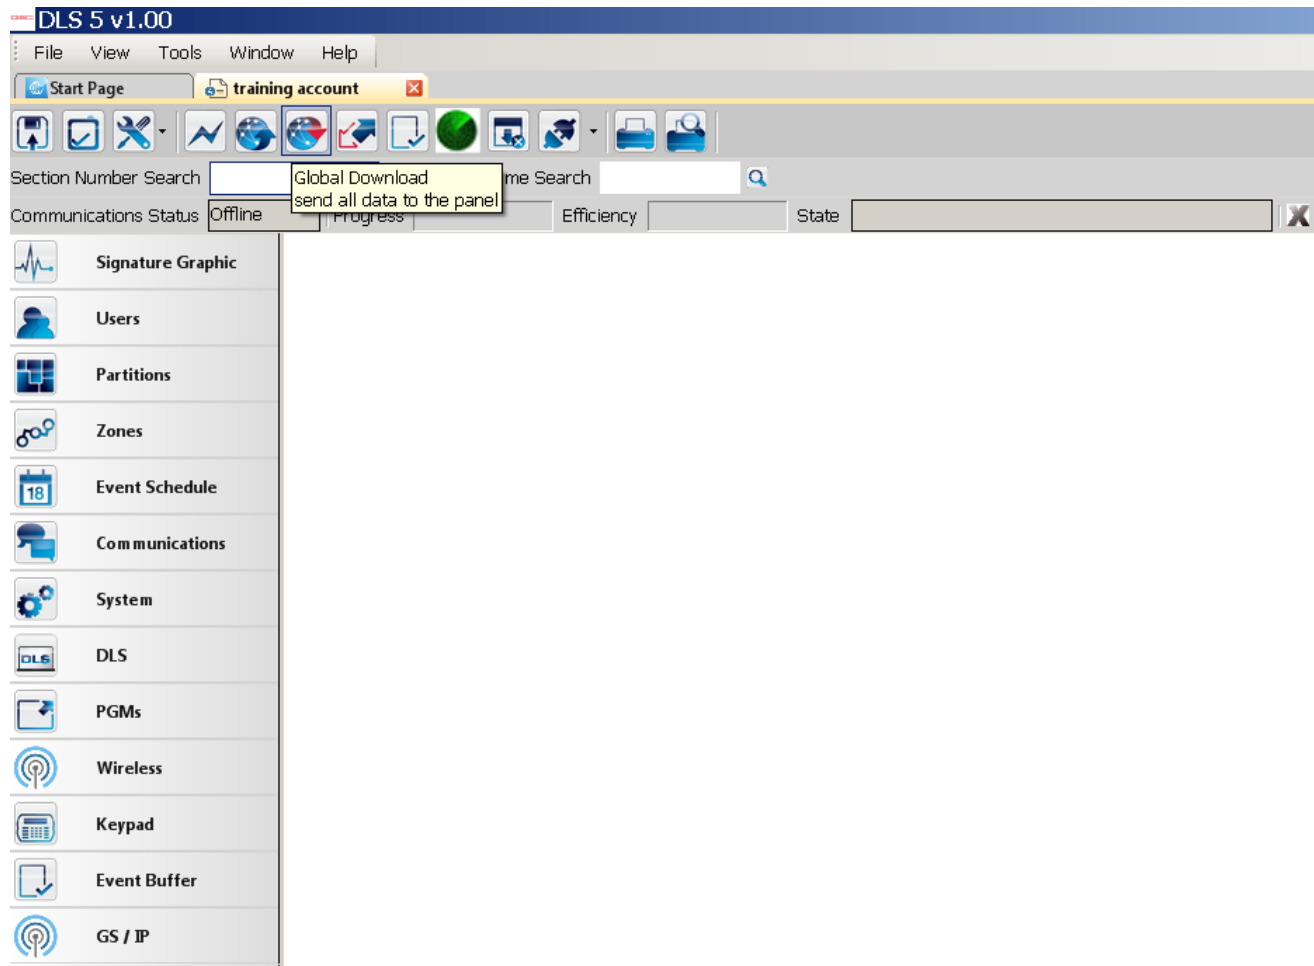 DLS 5 v1.00
File View Tools Window Help
Start Page training account
Section Number Search me Search
Global Download
send all data to the panel
Communications Status Offline Progress Efficiency State
Signature Graphic
Users
Partitions
Zones
18
Event Schedule
Communications
System
DLS
DLS
PGMs
Wireless
Keypad
Event Buffer
GS / IP